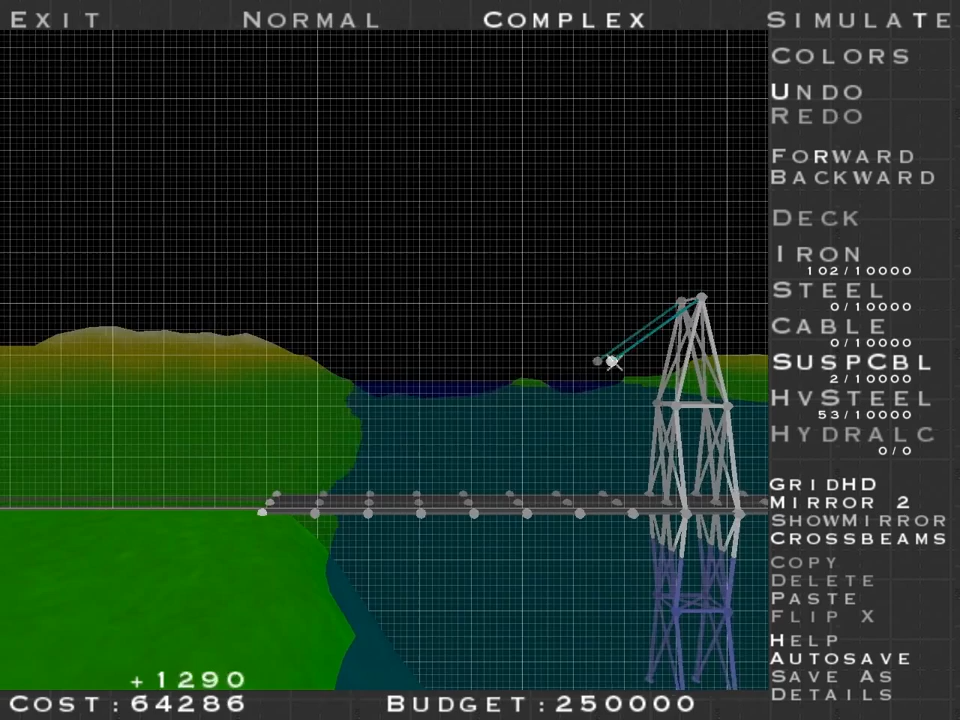 EXIT NORMAL COMPLEX SIMULATE
COLORS
UNDO
REDO
FORWARD
BACKWARD
DECK
IRON
102/10000
STEEL
0/10000
CABLE
0/10000
SUSPCBL
2/10000
HVSTEEL
53/10000
HYDRALC
0/0
GRIDHD
MIRROR 2
SHOWMIRROR
CROSSBEAMS
COPY
DELETE
PASTE
FLIP X
HELP
AUTOSAVE
SAVE AS
DETAILS
+1290
COST:64286 BUDGET:250000